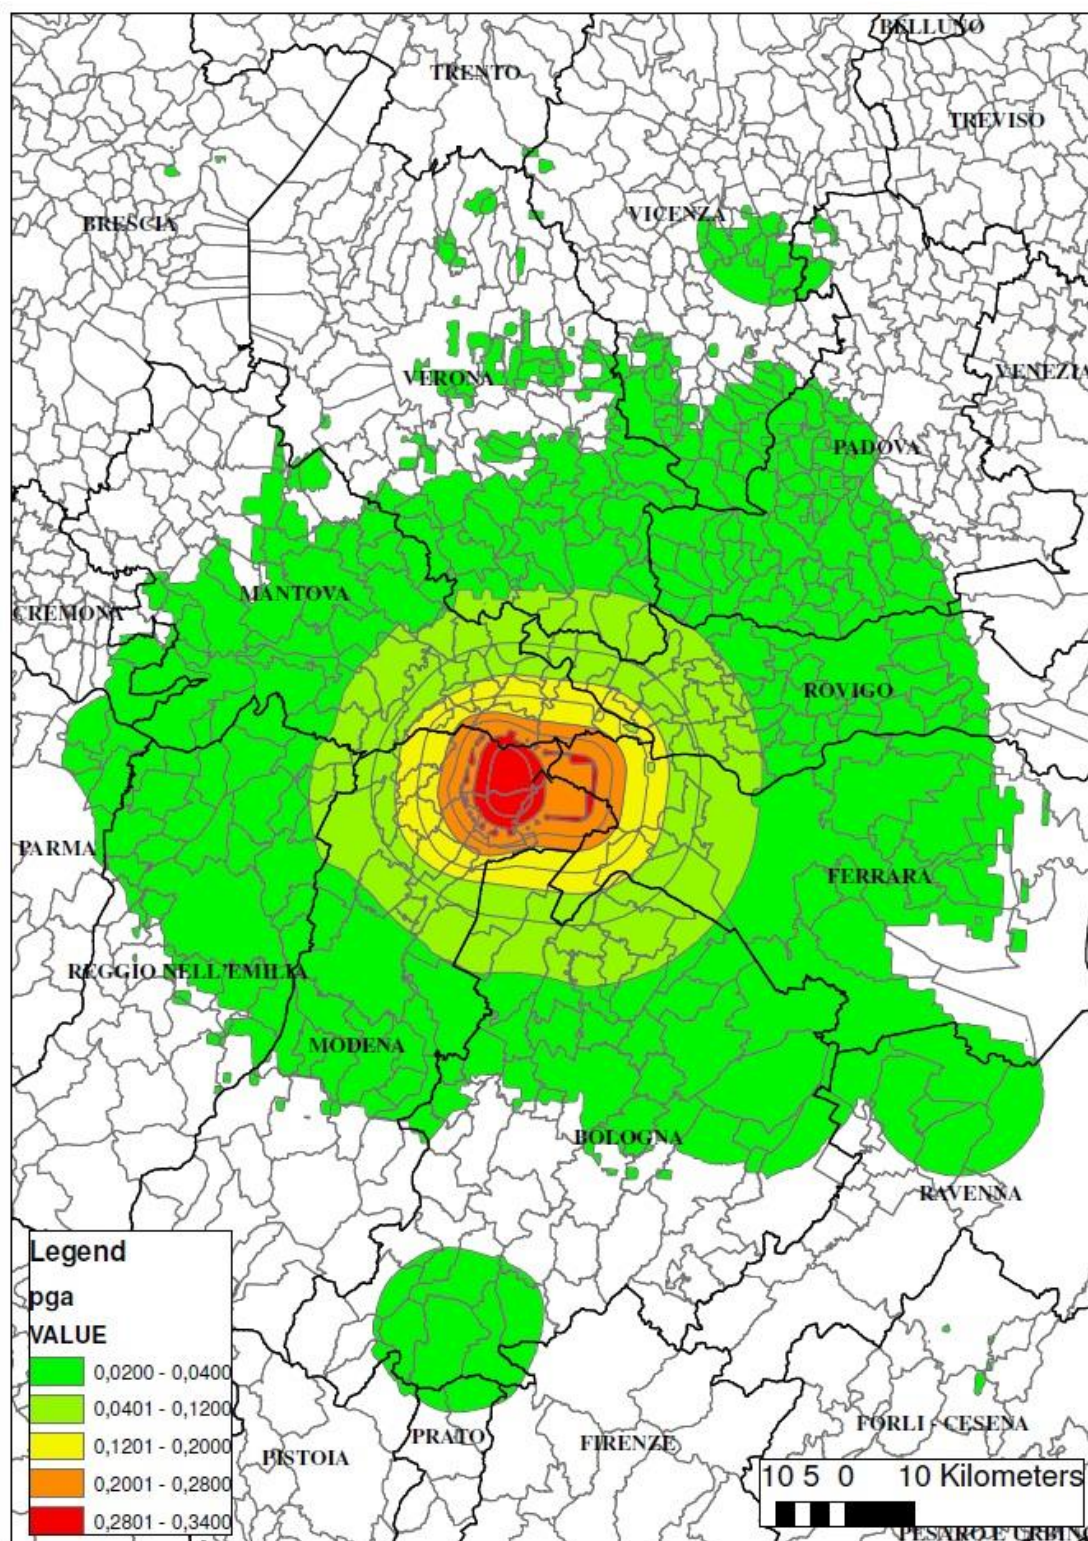 BELLUNO
TRENTO
TREVISO
BRESCIA
VICENZA
VERONA
VENEZIA
PADOVA
MANTOVA
CREMONA
ROVIGO
PARMA
FERRARA
REGGIO NELL'EMILIA
MODENA
BOLOGNA
RAVENNA
FORLI - CESENA
PRATO
FIRENZE
PISTOIA
Legend
pga
VALUE
0,0200 - 0,0400
0,0401 - 0,1200
0,1201 - 0,2000
0,2001 - 0,2800
0,2801 - 0,3400
10 5 0 10 Kilometers
PESARO E URBINO